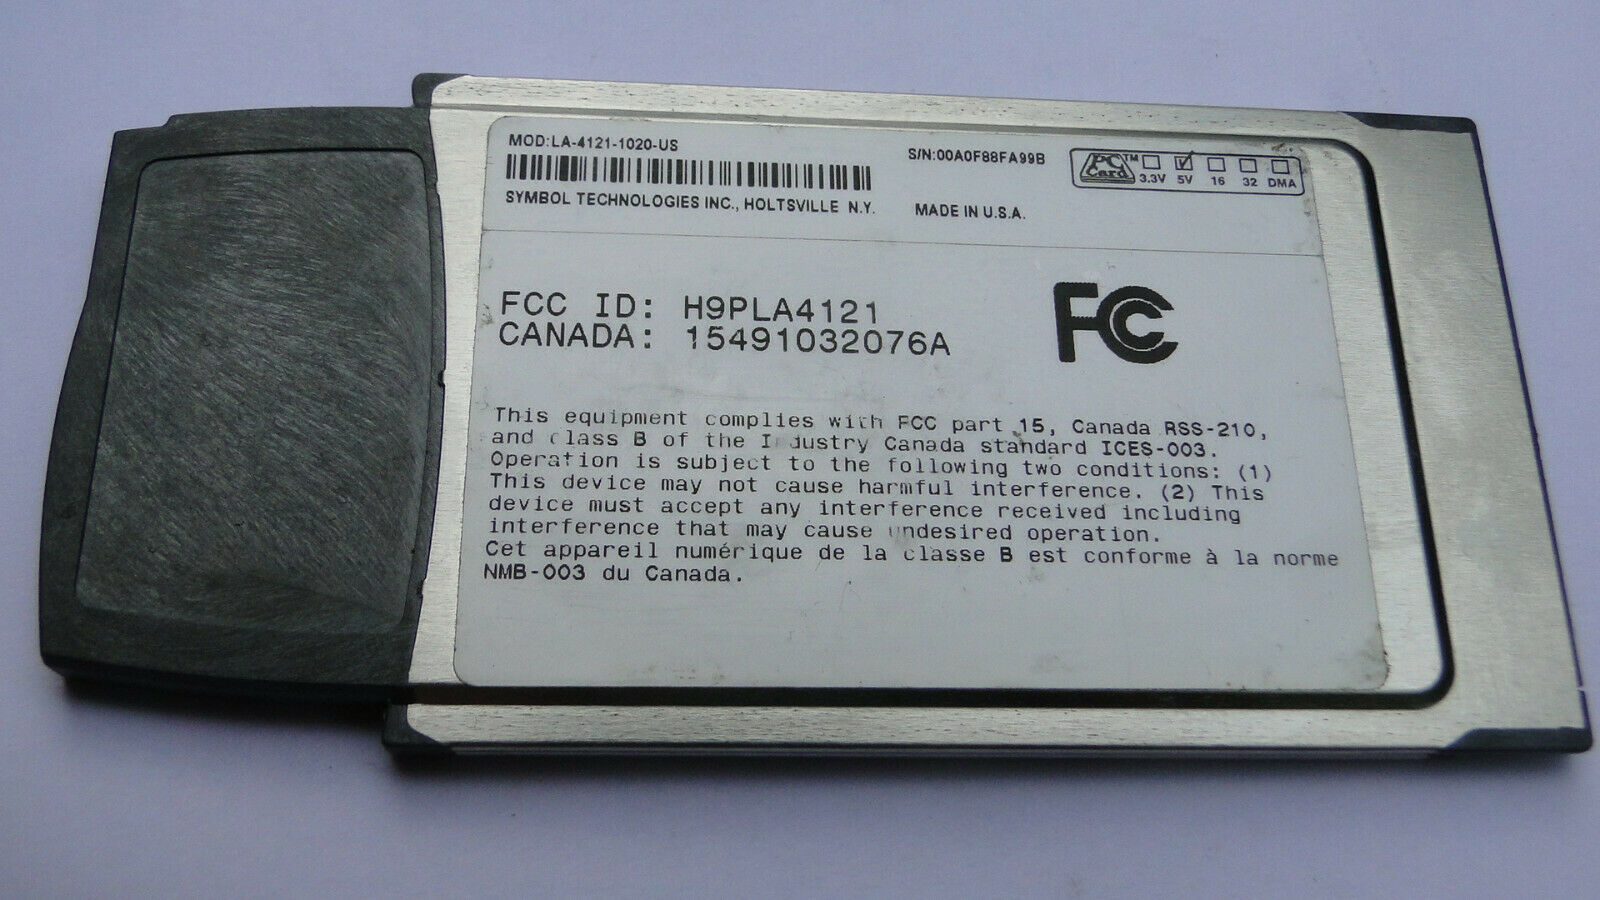 MOD:LA-4121-1020-US
S/N:00A0F88FA99B
PC Card™ 3.3V 5V 16 32 DMA
SYMBOL TECHNOLOGIES INC., HOLTSVILLE N.Y.
MADE IN U.S.A.
FCC ID: H9PLA4121
CANADA: 15491032076A
FCC
This equipment complies with FCC part 15, Canada RSS-210,
and class B of the Industry Canada standard ICES-003.
Operation is subject to the following two conditions: (1)
This device may not cause harmful interference. (2) This
device must accept any interference received including
interference that may cause undesired operation.
Cet appareil numérique de la classe B est conforme à la norme
NMB-003 du Canada.